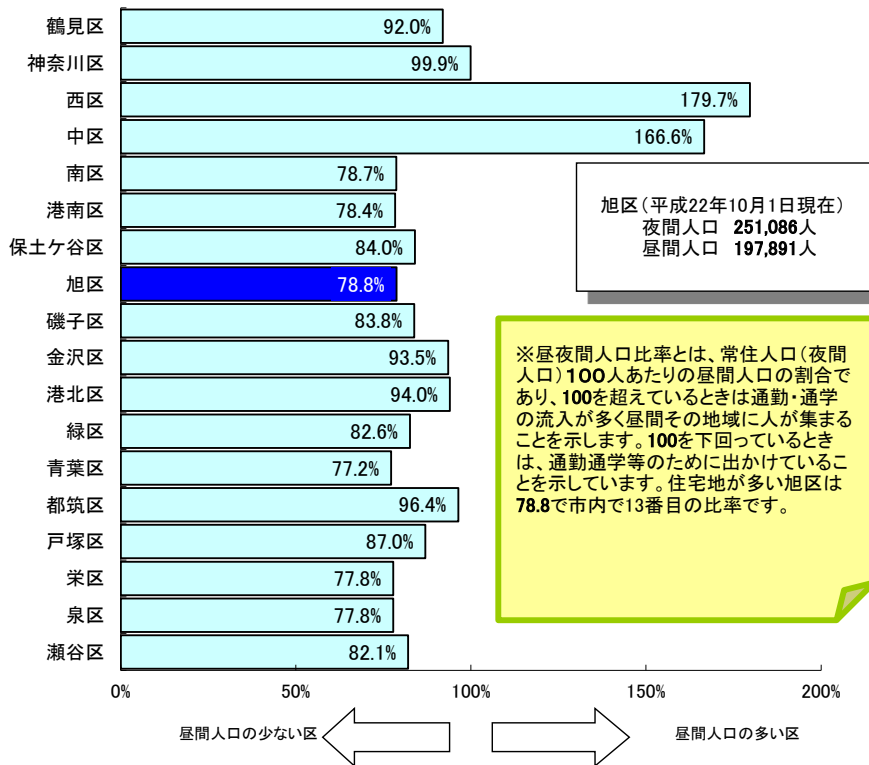 鶴見区 92.0%
神奈川区 99.9%
西区 179.7%
中区 166.6%
南区 78.7%
港南区 78.4%
保土ケ谷区 84.0%
旭区 78.8%
磯子区 83.8%
金沢区 93.5%
港北区 94.0%
緑区 82.6%
青葉区 77.2%
都筑区 96.4%
戸塚区 87.0%
栄区 77.8%
泉区 77.8%
瀬谷区 82.1%
0% 50% 100% 150% 200%
昼間人口の少ない区 昼間人口の多い区
旭区(平成22年10月1日現在)
夜間人口 251,086人
昼間人口 197,891人
※昼夜間人口比率とは、常住人口(夜間
人口)100人あたりの昼間人口の割合で
あり、100を超えているときは通勤・通学
の流入が多く昼間その地域に人が集まる
ことを示します。100を下回っているとき
は、通勤通学等のために出かけているこ
とを示しています。住宅地が多い旭区は
78.8で市内で13番目の比率です。